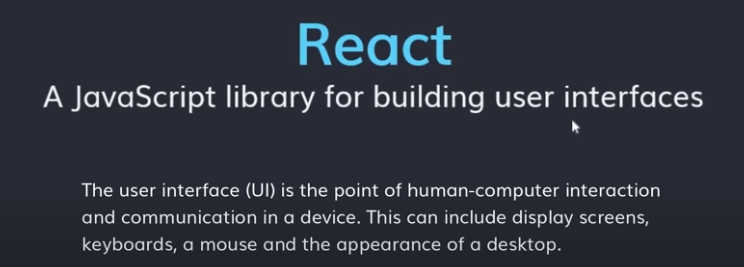 React
A JavaScript library for building user interfaces
The user interface (UI) is the point of human-computer interaction
and communication in a device. This can include display screens,
keyboards, a mouse and the appearance of a desktop.